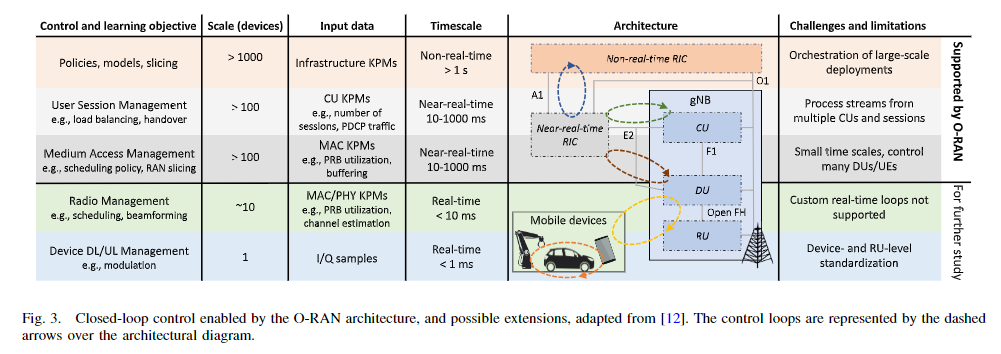 Control and learning objective
Scale (devices)
Input data
Timescale
Architecture
Challenges and limitations
Policies, models, slicing
> 1000
Infrastructure KPMs
Non-real-time
> 1 s
Orchestration of large-scale
deployments
User Session Management
e.g., load balancing, handover
> 100
CU KPMs
e.g., number of
sessions, PDCP traffic
Near-real-time
10-1000 ms
Process streams from
multiple CUs and sessions
Medium Access Management
e.g., scheduling policy, RAN slicing
> 100
MAC KPMs
e.g., PRB utilization,
buffering
Near-real-time
10-1000 ms
Small time scales, control
many DUs/UEs
Radio Management
e.g., scheduling, beamforming
~10
MAC/PHY KPMs
e.g., PRB utilization,
channel estimation
Real-time
< 10 ms
Custom real-time loops not
supported
Device DL/UL Management
e.g., modulation
1
I/Q samples
Real-time
< 1 ms
Device- and RU-level
standardization
Non-real-time RIC
A1
O1
gNB
Near-real-time
RIC
E2
CU
F1
DU
Open FH
RU
Mobile devices
Supported by O-RAN
For further study
Fig. 3. Closed-loop control enabled by the O-RAN architecture, and possible extensions, adapted from [12]. The control loops are represented by the dashed
arrows over the architectural diagram.